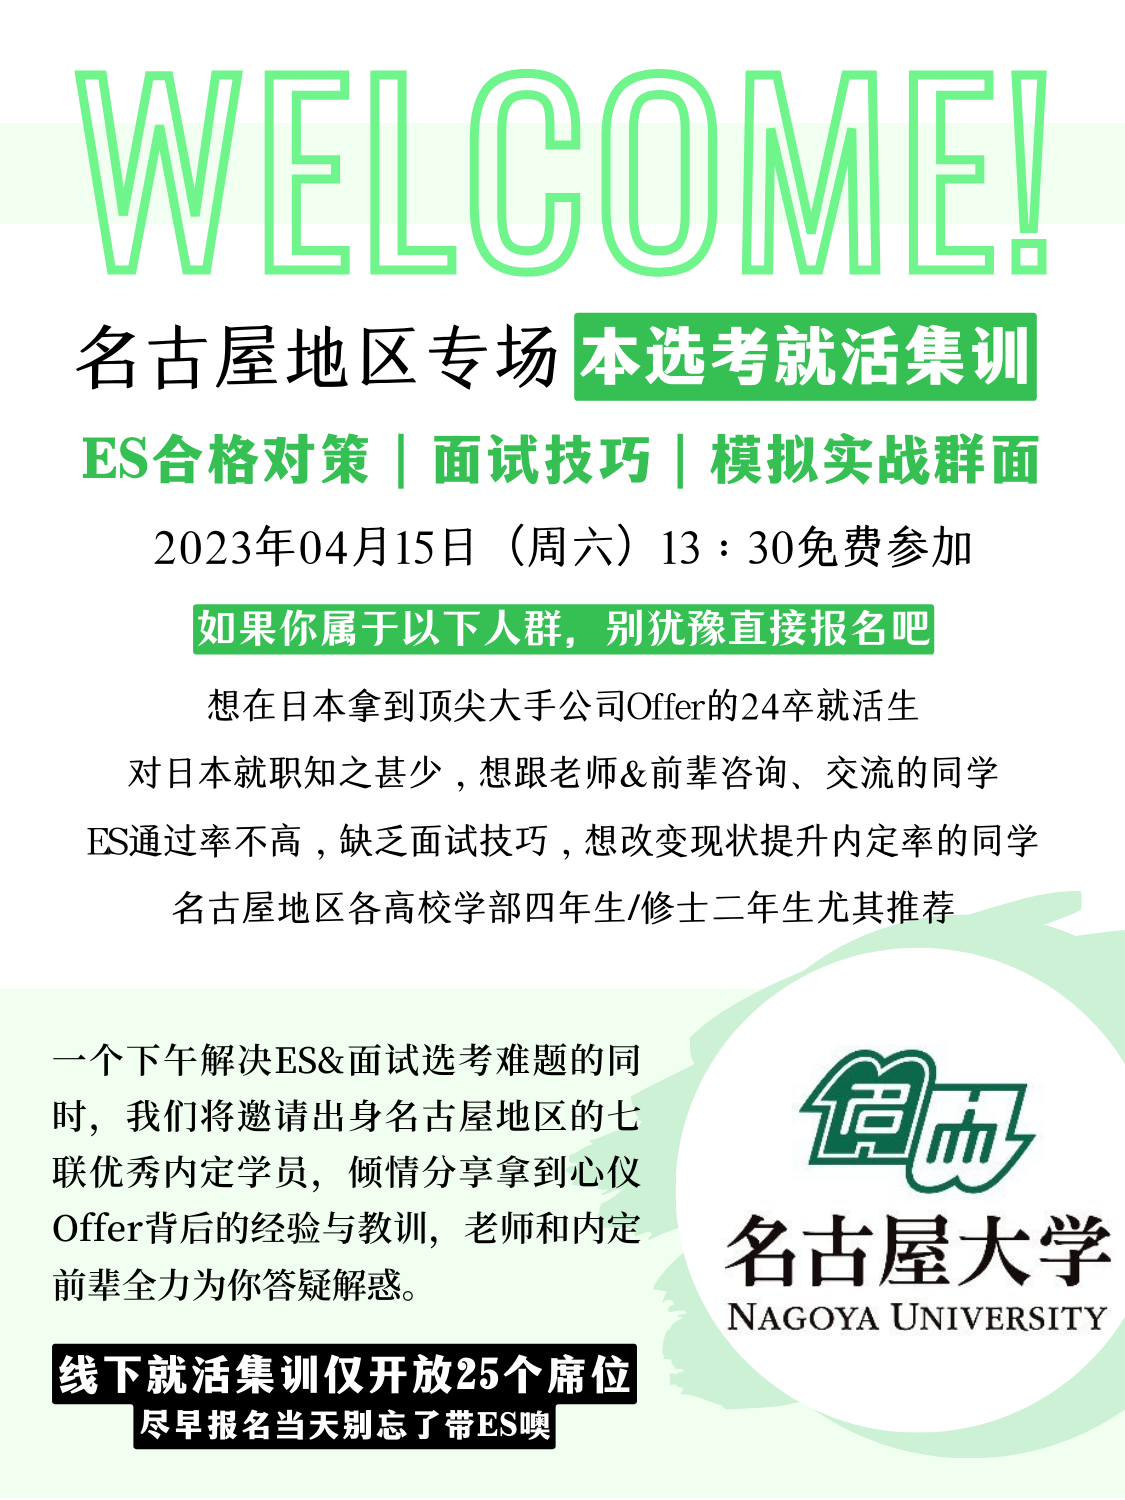 WELCOME!
名古屋地区专场 本选考就活集训
ES合格对策｜面试技巧｜模拟实战群面
2023年04月15日（周六）13：30免费参加
如果你属于以下人群，别犹豫直接报名吧
想在日本拿到顶尖大手公司Offer的24卒就活生
对日本就职知之甚少，想跟老师&前辈咨询、交流的同学
ES通过率不高，缺乏面试技巧，想改变现状提升内定率的同学
名古屋地区各高校学部四年生/修士二年生尤其推荐
一个下午解决ES&面试选考难题的同
时，我们将邀请出身名古屋地区的七
联优秀内定学员，倾情分享拿到心仪
Offer背后的经验与教训，老师和内定
前辈全力为你答疑解惑。
线下就活集训仅开放25个席位
尽早报名当天别忘了带ES噢
名古屋大学
NAGOYA UNIVERSITY